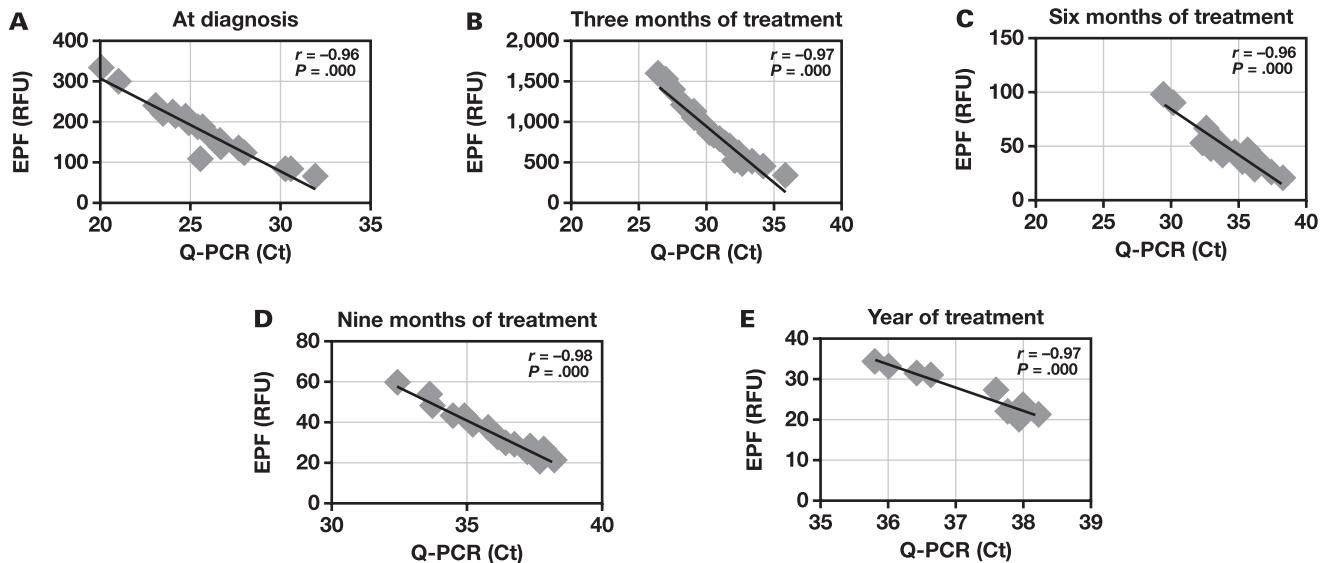 A
At diagnosis
400
300
200
100
0
EPF (RFU)
r = –0.96
P = .000
20
25
30
35
Q-PCR (Ct)
B
Three months of treatment
2,000
1,500
1,000
500
0
EPF (RFU)
r = –0.97
P = .000
20
25
30
35
40
Q-PCR (Ct)
C
Six months of treatment
150
100
50
0
EPF (RFU)
r = –0.96
P = .000
20
25
30
35
40
Q-PCR (Ct)
D
Nine months of treatment
80
60
40
20
0
EPF (RFU)
r = –0.98
P = .000
30
35
40
Q-PCR (Ct)
E
Year of treatment
40
30
20
10
0
EPF (RFU)
r = –0.97
P = .000
35
36
37
38
39
Q-PCR (Ct)